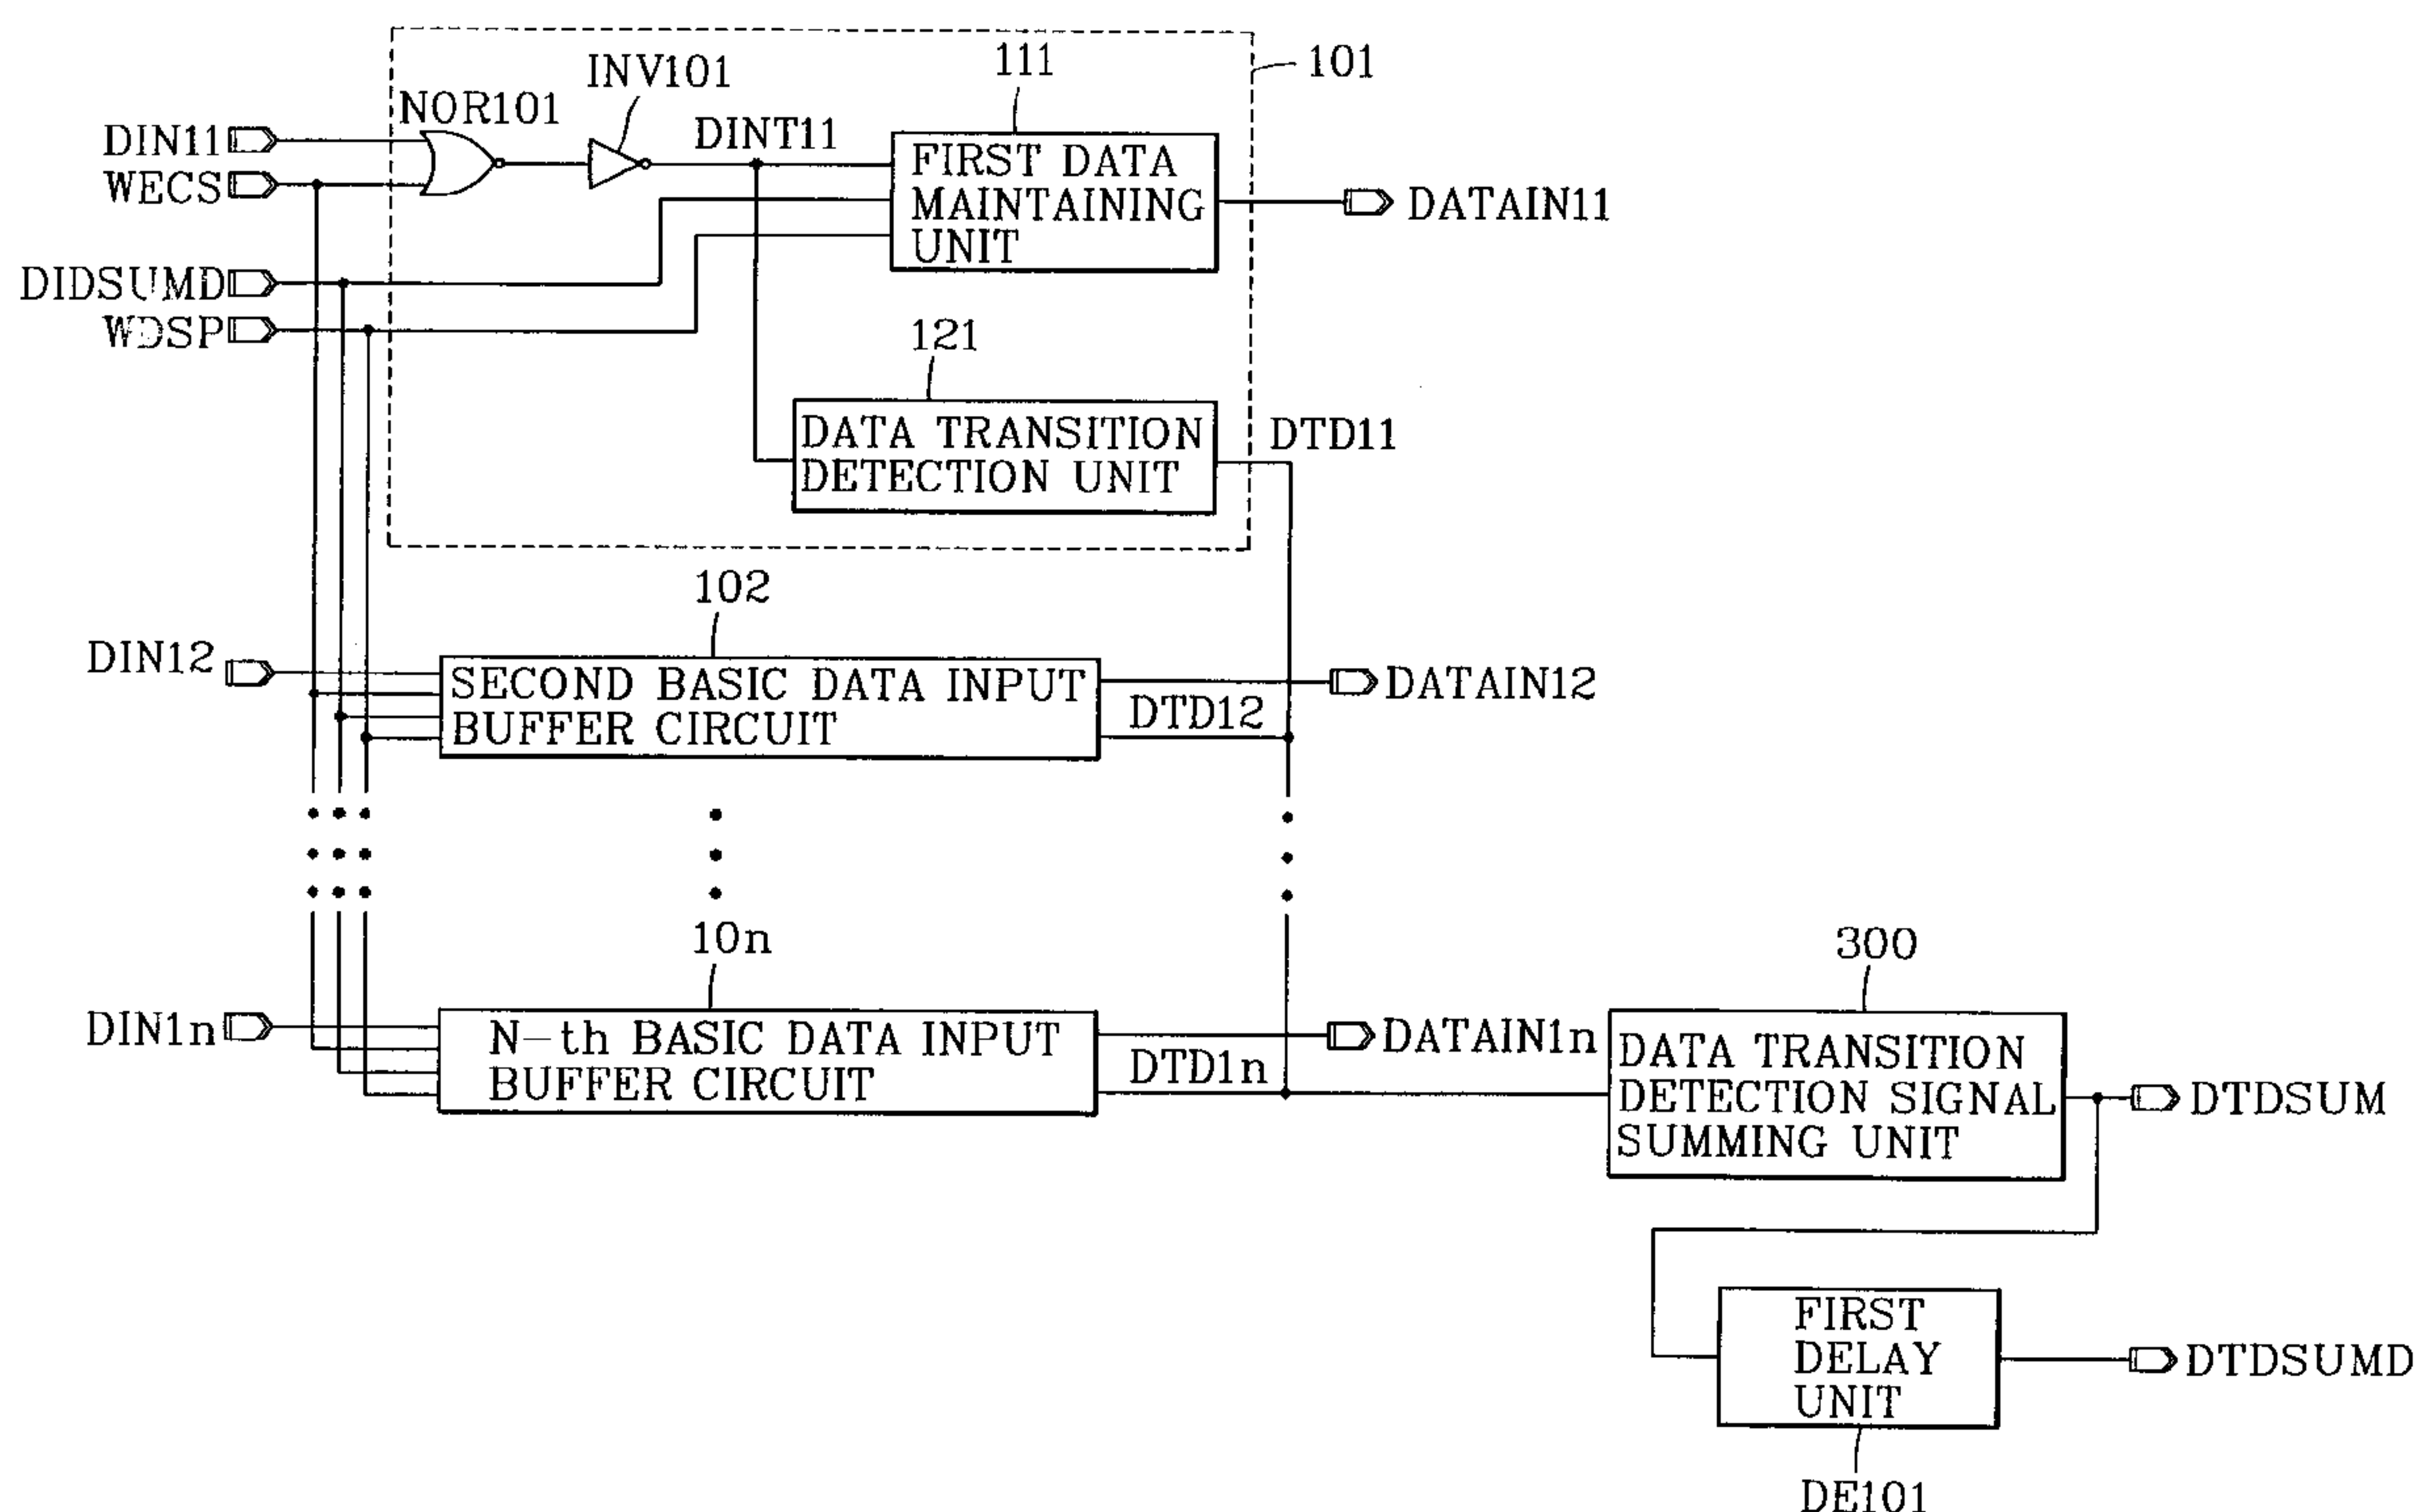 101
111
INV101
NOR101
DIN11
DINT11
FIRST DATA
MAINTAINING
UNIT
WECS
DATAIN11
DIDSUMD
WDSP
121
DATA TRANSITION
DETECTION UNIT
DTD11
102
DIN12
SECOND BASIC DATA INPUT
BUFFER CIRCUIT
DATAIN12
DTD12
10n
300
DIN1n
N-th BASIC DATA INPUT
BUFFER CIRCUIT
DATAIN1n
DTD1n
DATA TRANSITION
DETECTION SIGNAL
SUMMING UNIT
DTDSUM
FIRST
DELAY
UNIT
DTDSUMD
DE101